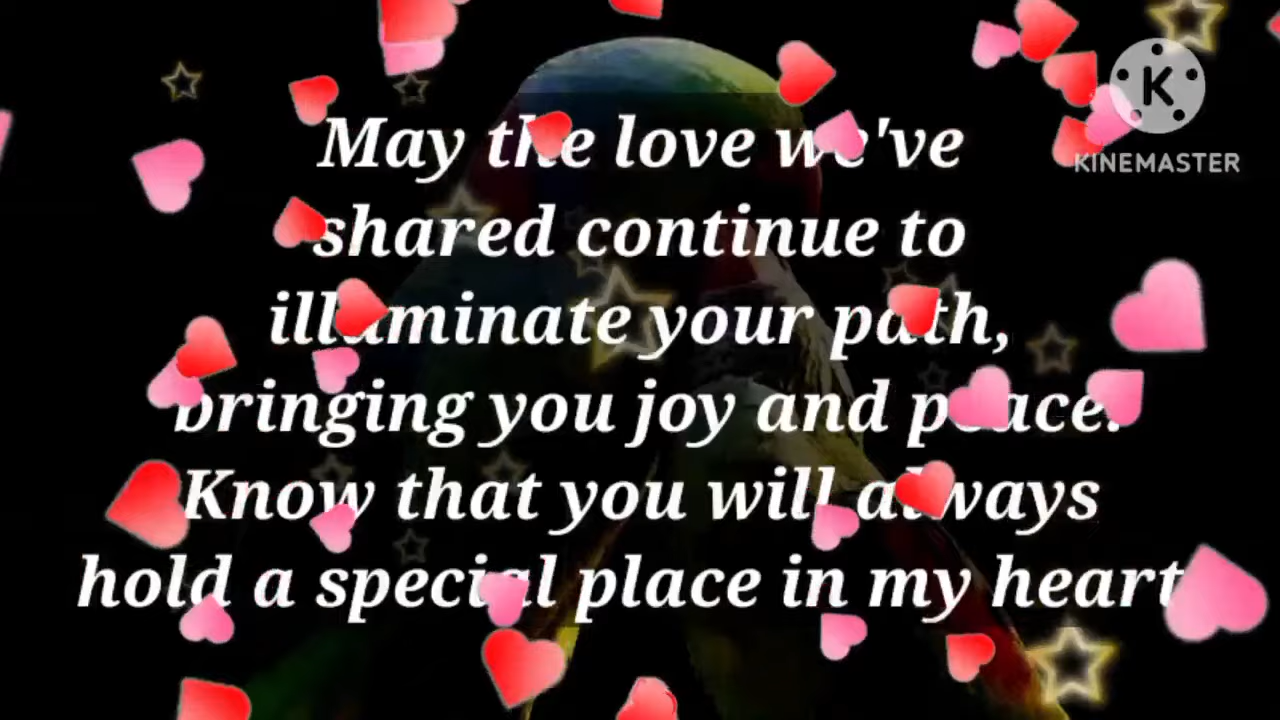 May the love we've
shared continue to
illuminate your path,
bringing you joy and peace.
Know that you will always
hold a special place in my heart
K
KINEMASTER